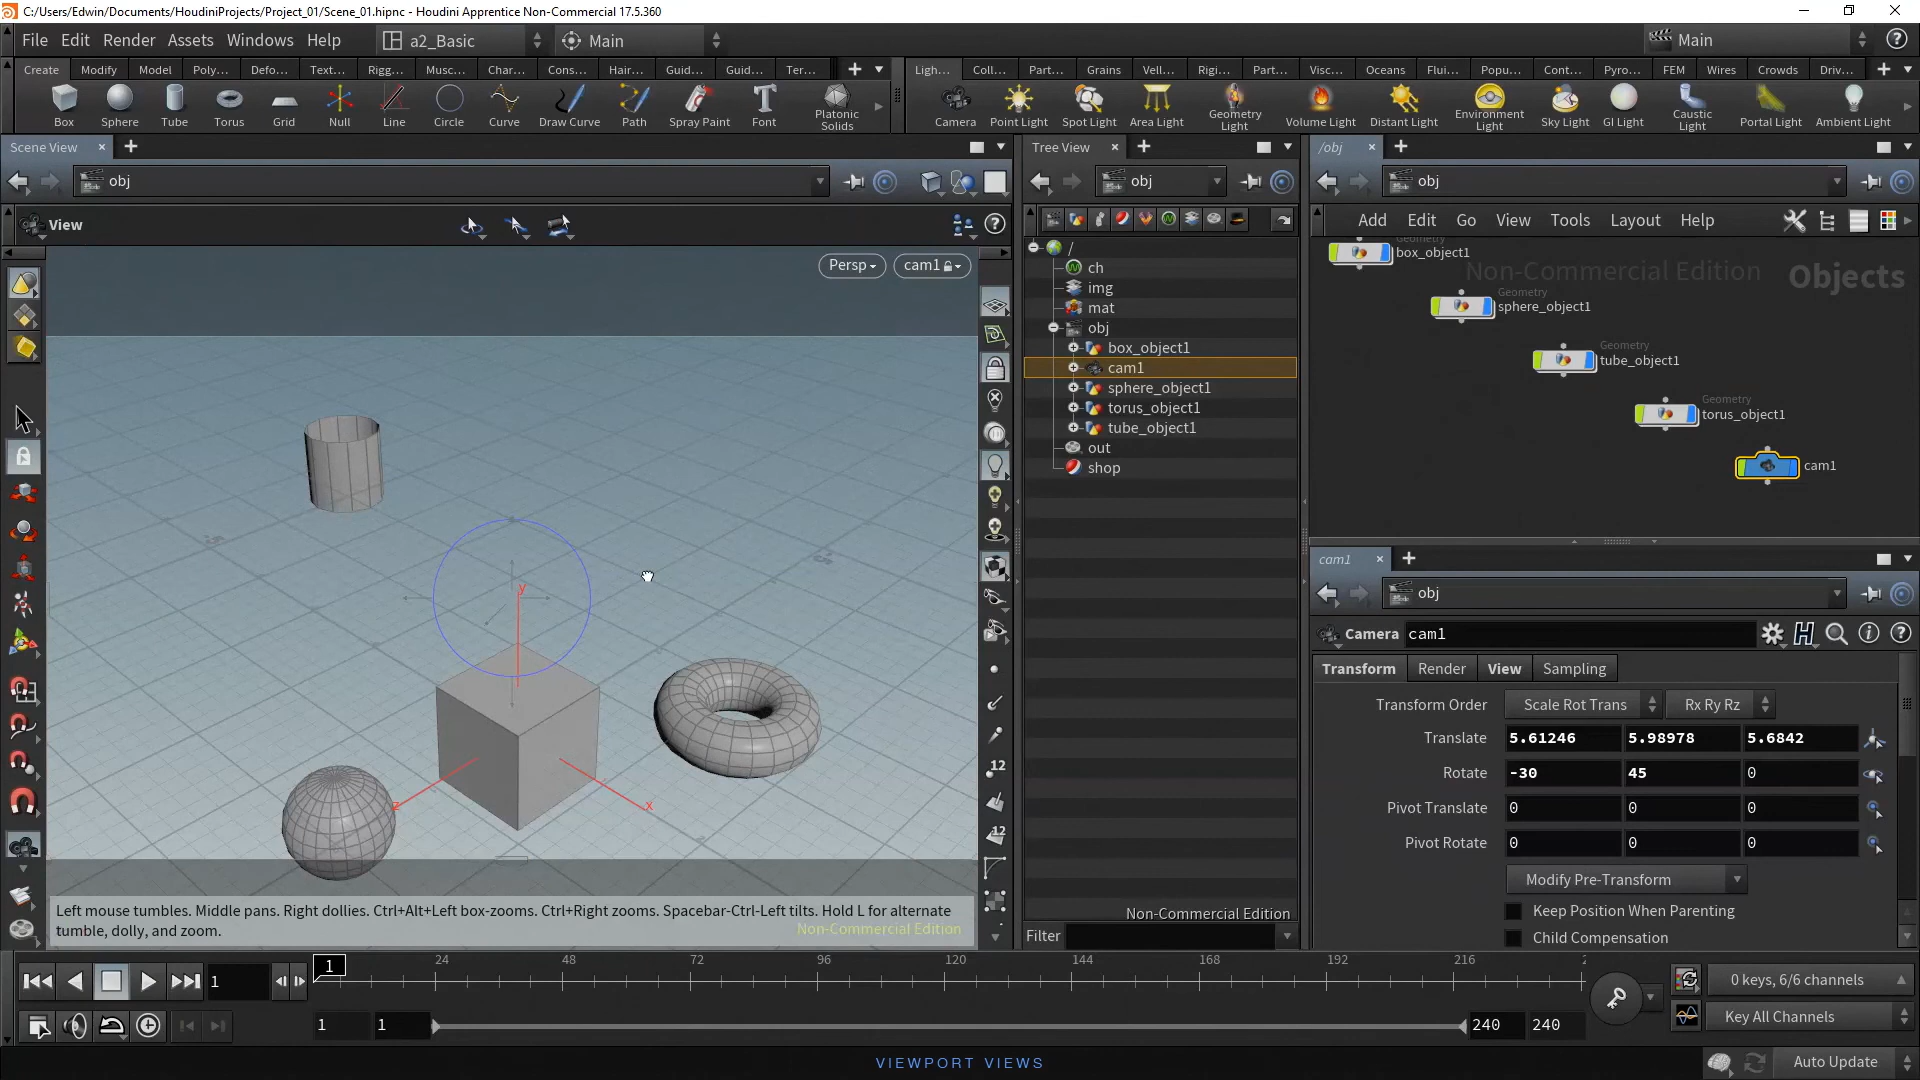 C:/Users/Edwin/Documents/HoudiniProjects/Project_01/Scene_01.hipnc - Houdini Apprentice Non-Commercial 17.5.360
File Edit Render Assets Windows Help a2_Basic Main Main
Create Modify Model Poly... Defo... Text... Rigg... Musc... Char... Cons... Hair... Guid... Guid... Ter...
Ligh... Coll... Part... Grains Vell... Rigi... Part... Visc... Oceans Flui... Popu... Cont... Pyro... FEM Wires Crowds Driv...
Box Sphere Tube Torus Grid Null Line Circle Curve Draw Curve Path Spray Paint Font Platonic Solids
Camera Point Light Spot Light Area Light Geometry Light Volume Light Distant Light Environment Light Sky Light GI Light Caustic Light Portal Light Ambient Light
Scene View
obj
View
Persp cam1
y
z
x
Left mouse tumbles. Middle pans. Right dollies. Ctrl+Alt+Left box-zooms. Ctrl+Right zooms. Spacebar-Ctrl-Left tilts. Hold L for alternate
tumble, dolly, and zoom.
Non-Commercial Edition
12
12
Tree View
obj
/
ch
img
mat
obj
box_object1
cam1
sphere_object1
torus_object1
tube_object1
out
shop
Non-Commercial Edition
Filter
/obj
obj
Add Edit Go View Tools Layout Help
Non-Commercial Edition
Objects
Geometry
box_object1
Geometry
sphere_object1
Geometry
tube_object1
Geometry
torus_object1
cam1
cam1
obj
Camera cam1
Transform Render View Sampling
Transform Order Scale Rot Trans Rx Ry Rz
Translate 5.61246 5.98978 5.6842
Rotate -30 45 0
Pivot Translate 0 0 0
Pivot Rotate 0 0 0
Modify Pre-Transform
Keep Position When Parenting
Child Compensation
1 1 24 48 72 96 120 144 168 192 216 2
0 keys, 6/6 channels
1 1 240 240
Key All Channels
VIEWPORT VIEWS
Auto Update